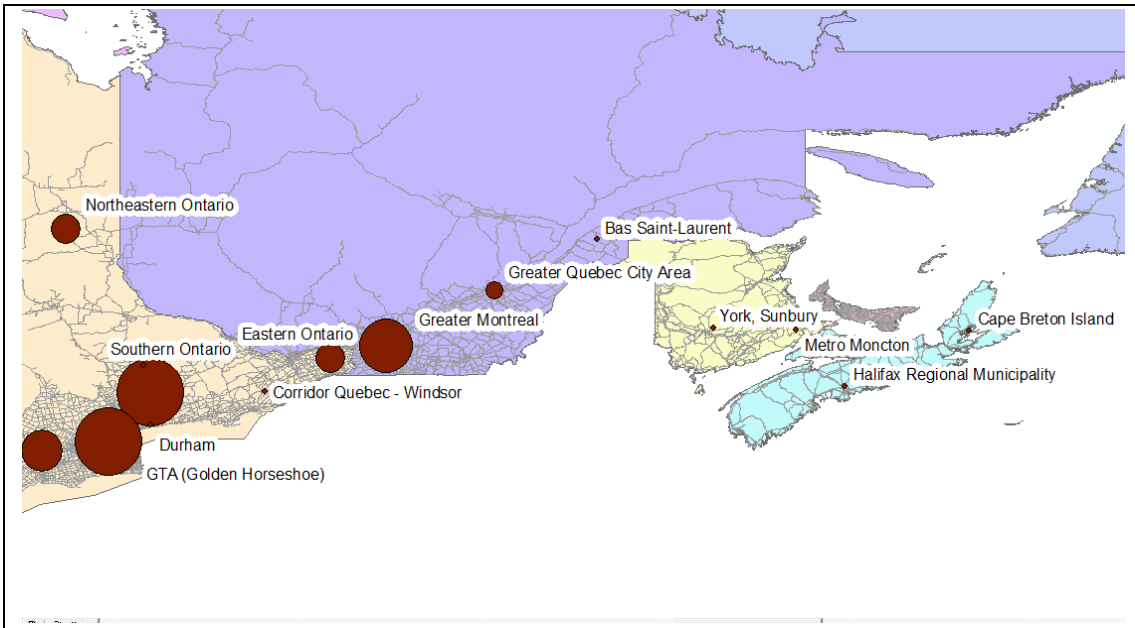 Northeastern Ontario
Bas Saint-Laurent
Greater Quebec City Area
York, Sunbury
Greater Montreal
Cape Breton Island
Eastern Ontario
Metro Moncton
Southern Ontario
Halifax Regional Municipality
Corridor Quebec - Windsor
Durham
GTA (Golden Horseshoe)